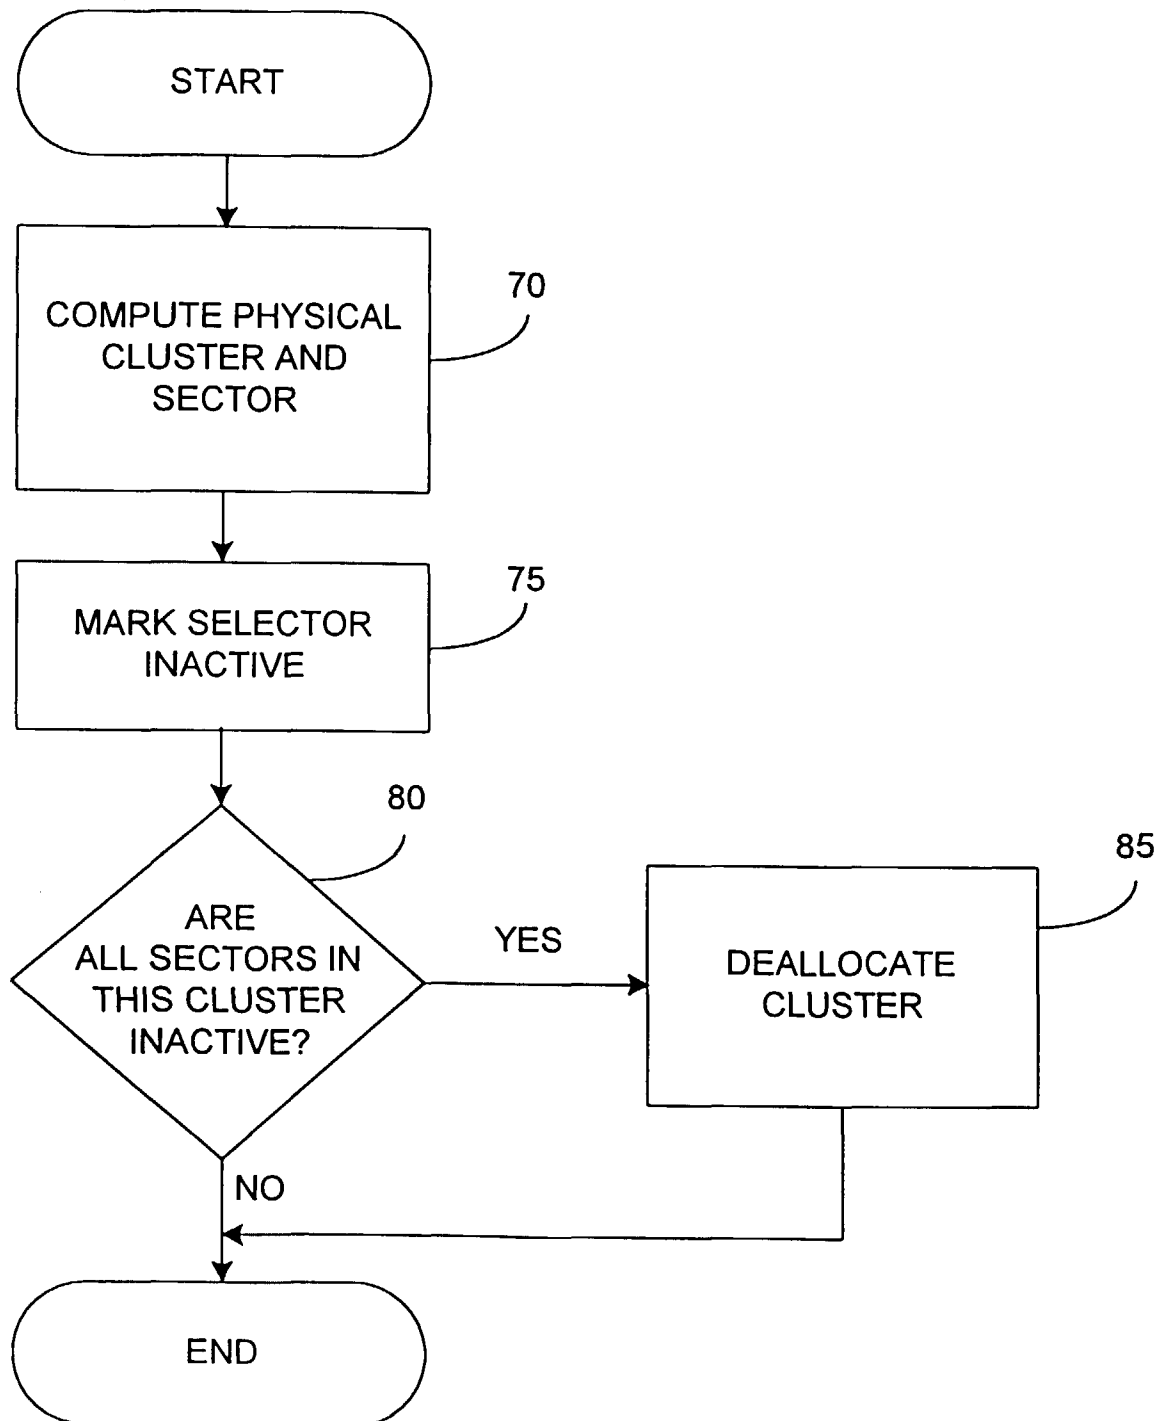 START
COMPUTE PHYSICAL
CLUSTER AND
SECTOR
70
MARK SELECTOR
INACTIVE
75
ARE
ALL SECTORS IN
THIS CLUSTER
INACTIVE?
80
YES
DEALLOCATE
CLUSTER
85
NO
END